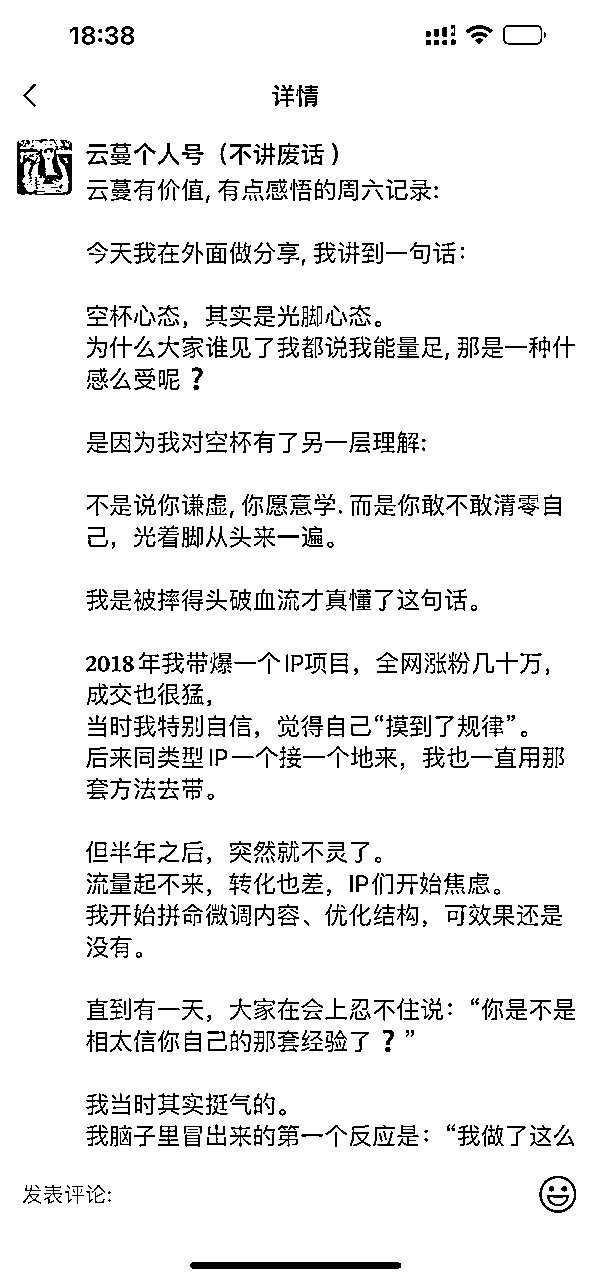 18:38
详情
云蔓个人号（不讲废话）
云蔓有价值,有点感悟的周六记录:
今天我在外面做分享,我讲到一句话：
空杯心态，其实是光脚心态。
为什么大家谁见了我都说我能量足,那是一种什
感么受呢？
是因为我对空杯有了另一层理解:
不是说你谦虚,你愿意学.而是你敢不敢清零自
己，光着脚从头来一遍。
我是被摔得头破血流才真懂了这句话。
2018年我带爆一个IP项目，全网涨粉几十万，
成交也很猛，
当时我特别自信，觉得自己“摸到了规律”。
后来同类型IP一个接一个地来，我也一直用那
套方法去带。
但半年之后，突然就不灵了。
流量起不来，转化也差，IP们开始焦虑。
我开始拼命微调内容、优化结构，可效果还是
没有。
直到有一天，大家在会上忍不住说：“你是不是
相太信你自己的那套经验了？”
我当时其实挺气的。
我脑子里冒出来的第一个反应是：“我做了这么
发表评论: